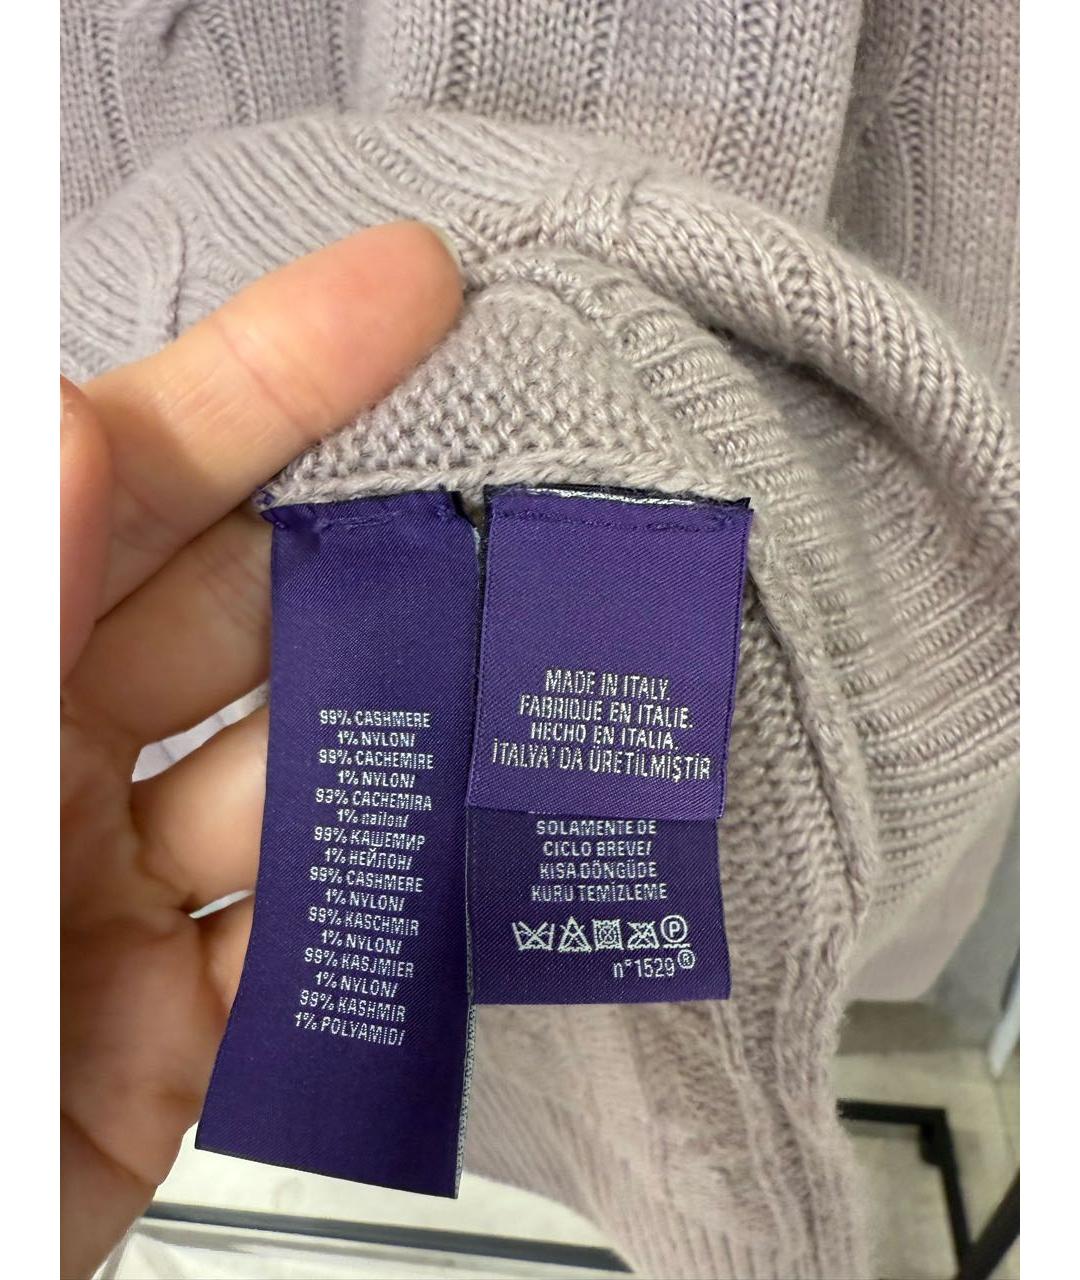 99% CASHMERE
1% NYLON/
99% CACHEMIRE
1% NYLON/
93% CACHEMIRA
1% nailon/
99% КАШЕМИР
1% НЕЙЛОН/
99% CASHMERE
1% NYLON/
99% KASCHMIR
1% NYLON/
99% KASJMIER
1% NYLON/
99% KASHMIR
1% POLYAMID/
MADE IN ITALY.
FABRIQUE EN ITALIE.
HECHO EN ITALIA.
İTALYA' DA ÜRETİLMİŞTİR
SOLAMENTE DE
CICLO BREVE/
KISA DÖNGÜDE
KURU TEMİZLEME
P
n°1529®